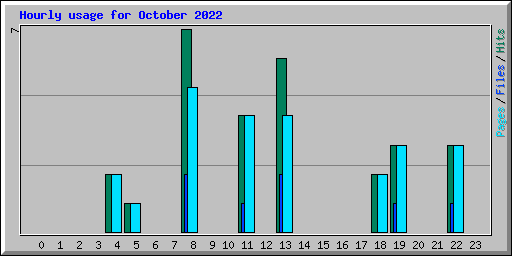 Hourly usage for October 2022
7
Pages/Files/Hits
0 1 2 3 4 5 6 7 8 9 10 11 12 13 14 15 16 17 18 19 20 21 22 23